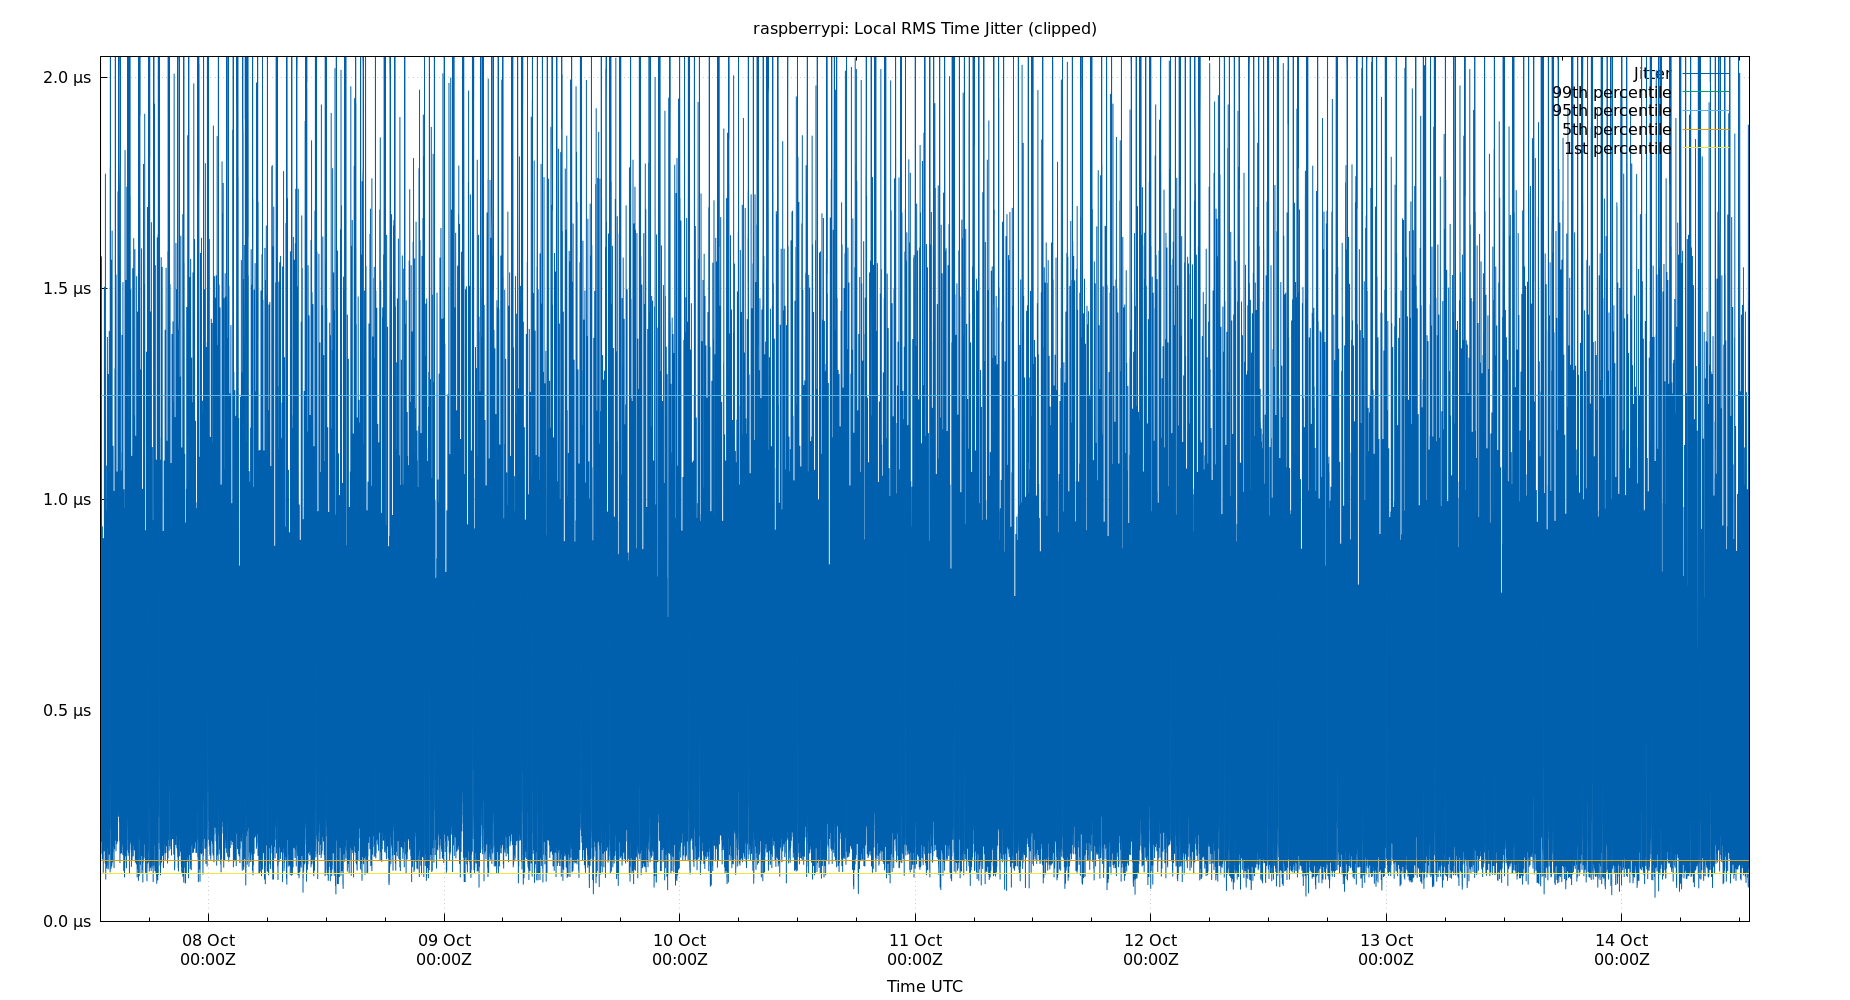 raspberrypi: Local RMS Time Jitter (clipped)
2.0 μs
1.5 μs
1.0 μs
0.5 μs
0.0 μs
Jitter
99th percentile
95th percentile
5th percentile
1st percentile
08 Oct 09 Oct 10 Oct 11 Oct 12 Oct 13 Oct 14 Oct
00:00Z 00:00Z 00:00Z 00:00Z 00:00Z 00:00Z 00:00Z
Time UTC